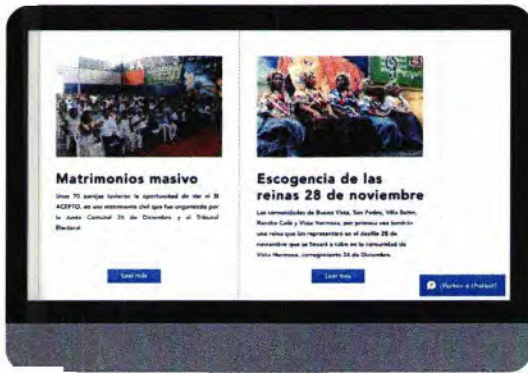 Matrimonios masivo
Unas 70 parejas tuvieron la oportunidad de dar el SI
ACEPTO, en una matrimonio civil que fue organizada por
la Junta Comunal 24 de Diciembre y el Tribunal
Electoral.
Leer más
Escogencia de las
reinas 28 de noviembre
Las comunidades de Buena Vista, San Pedro, Villa Belen,
Rancho Café y Vista Hermosa, por primera vez tendrán
una reina que los representará en el desfile 28 de
noviembre que se llevará a cabo en la comunidad de
Vista Hermosa, corregimiento 24 de Diciembre.
Leer más
¡Vamos a chatear!